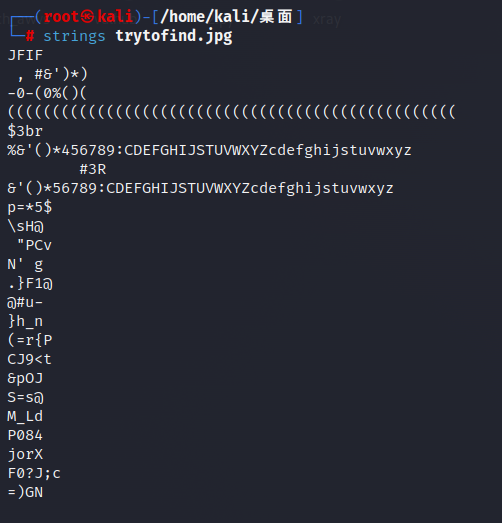 ┌──(root㉿kali)-[/home/kali/桌面]
└─# strings trytofind.jpg
JFIF
 , #&')*)
-0-(0%()(
((((((((((((((((((((((((((((((((((((((((((((((((((
$3br
%&'()*456789:CDEFGHIJSTUVWXYZcdefghijstuvwxyz
        #3R
&'()*56789:CDEFGHIJSTUVWXYZcdefghijstuvwxyz
p=*5$
\sH@
 "PCv
N' g
.}F1@
@#u-
}h_n
(=r{P
CJ9<t
&pOJ
S=s@
M_Ld
P084
jorX
F0?J;c
=)GN